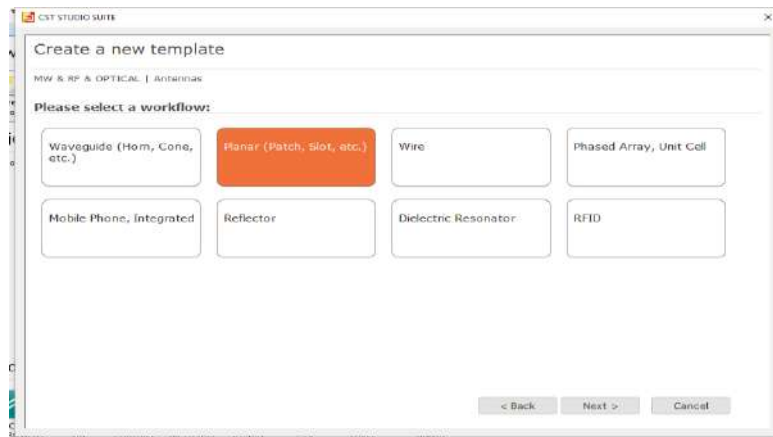 CST STUDIO SUITE
Create a new template
MW & RF & OPTICAL | Antennas
Please select a workflow:
Waveguide (Horn, Cone,
etc.)
Planar (Patch, Slot, etc.)
Wire
Phased Array, Unit Cell
Mobile Phone, Integrated
Reflector
Dielectric Resonator
RFID
< Back
Next >
Cancel